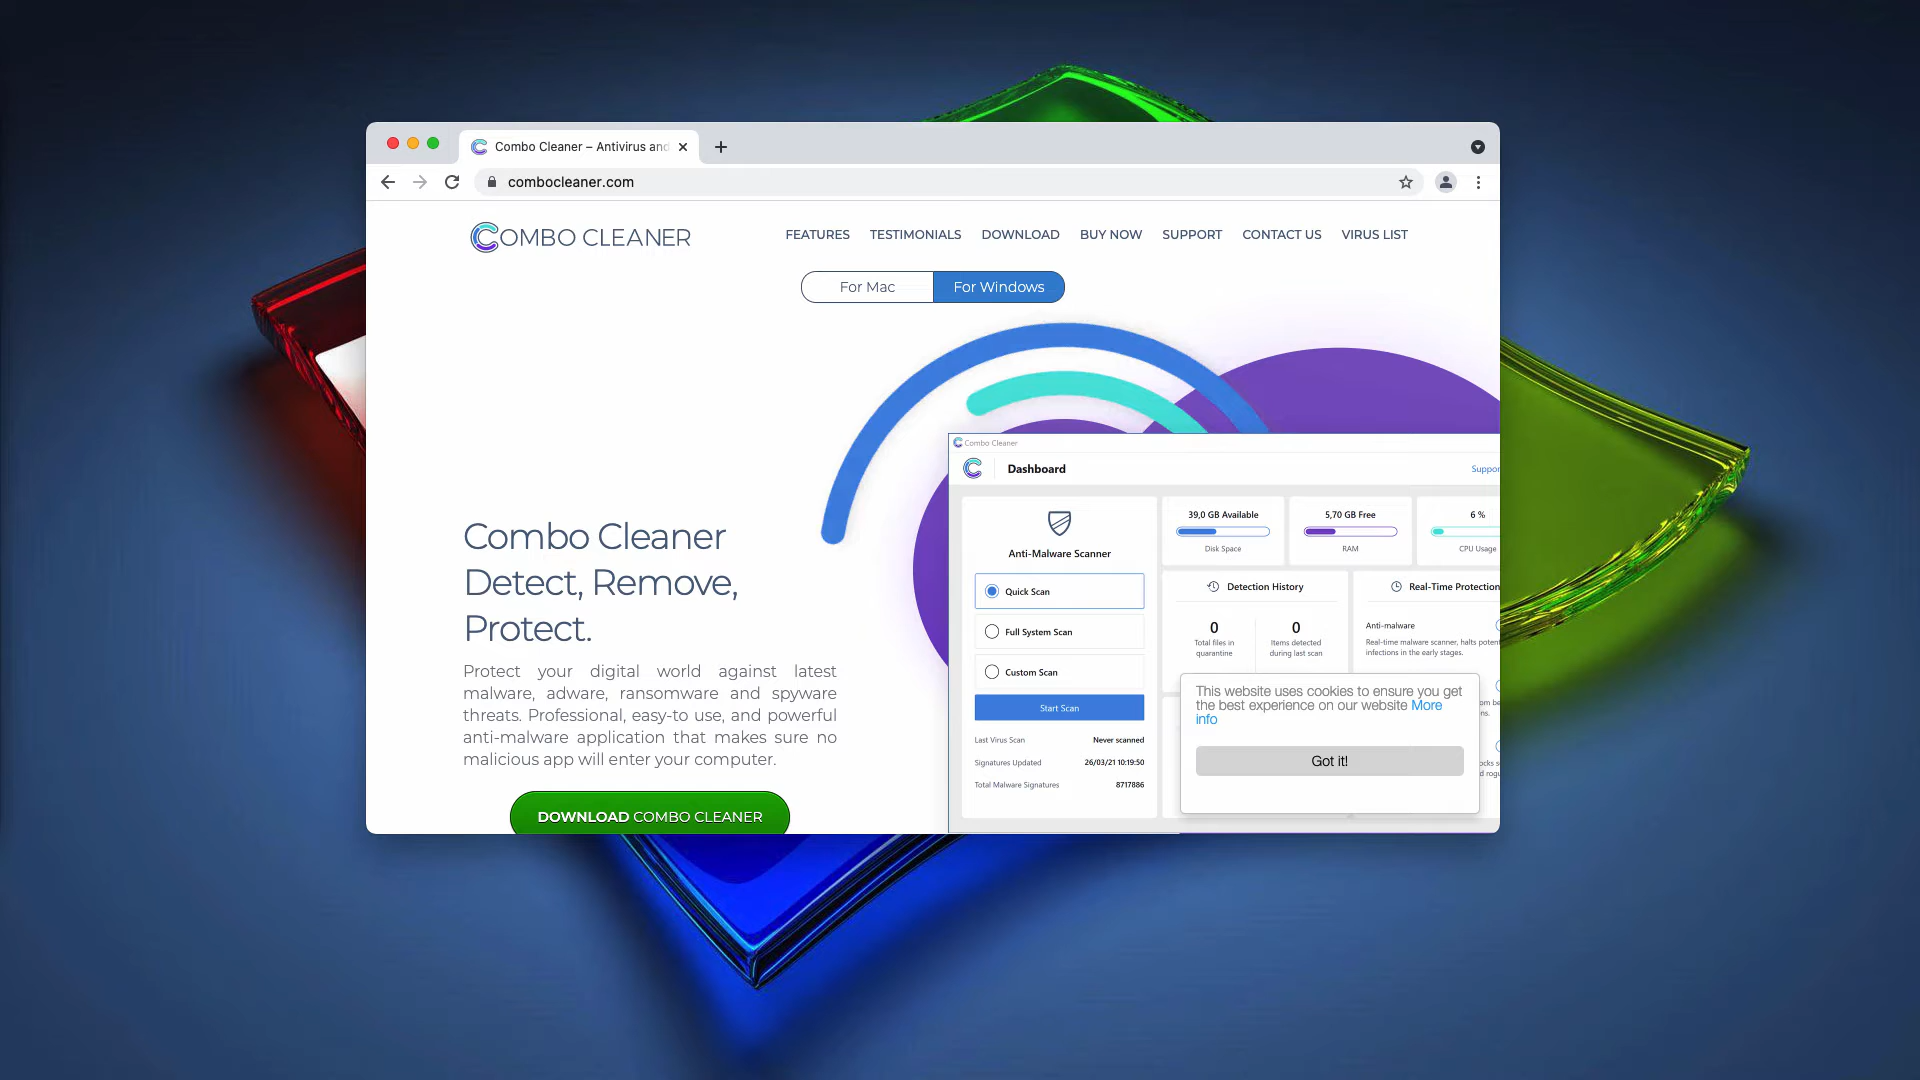 Combo Cleaner – Antivirus and
combocleaner.com
COMBO CLEANER
FEATURES TESTIMONIALS DOWNLOAD BUY NOW SUPPORT CONTACT US VIRUS LIST
For Mac For Windows
Combo Cleaner
Detect, Remove,
Protect.
Protect your digital world against latest
malware, adware, ransomware and spyware
threats. Professional, easy-to use, and powerful
anti-malware application that makes sure no
malicious app will enter your computer.
DOWNLOAD COMBO CLEANER
Combo Cleaner
Dashboard
Suppor
Anti-Malware Scanner
Quick Scan
Full System Scan
Custom Scan
Start Scan
Last Virus Scan Never scanned
Signatures Updated 26/03/21 10:19:50
Total Malware Signatures 8717886
39,0 GB Available
Disk Space
5,70 GB Free
RAM
6 %
CPU Usage
Detection History
0
Total files in
quarantine
0
Items detected
during last scan
Real-Time Protection
Anti-malware
Real-time malware scanner, halts poten
infections in the early stages.
This website uses cookies to ensure you get
the best experience on our website More
info
Got it!